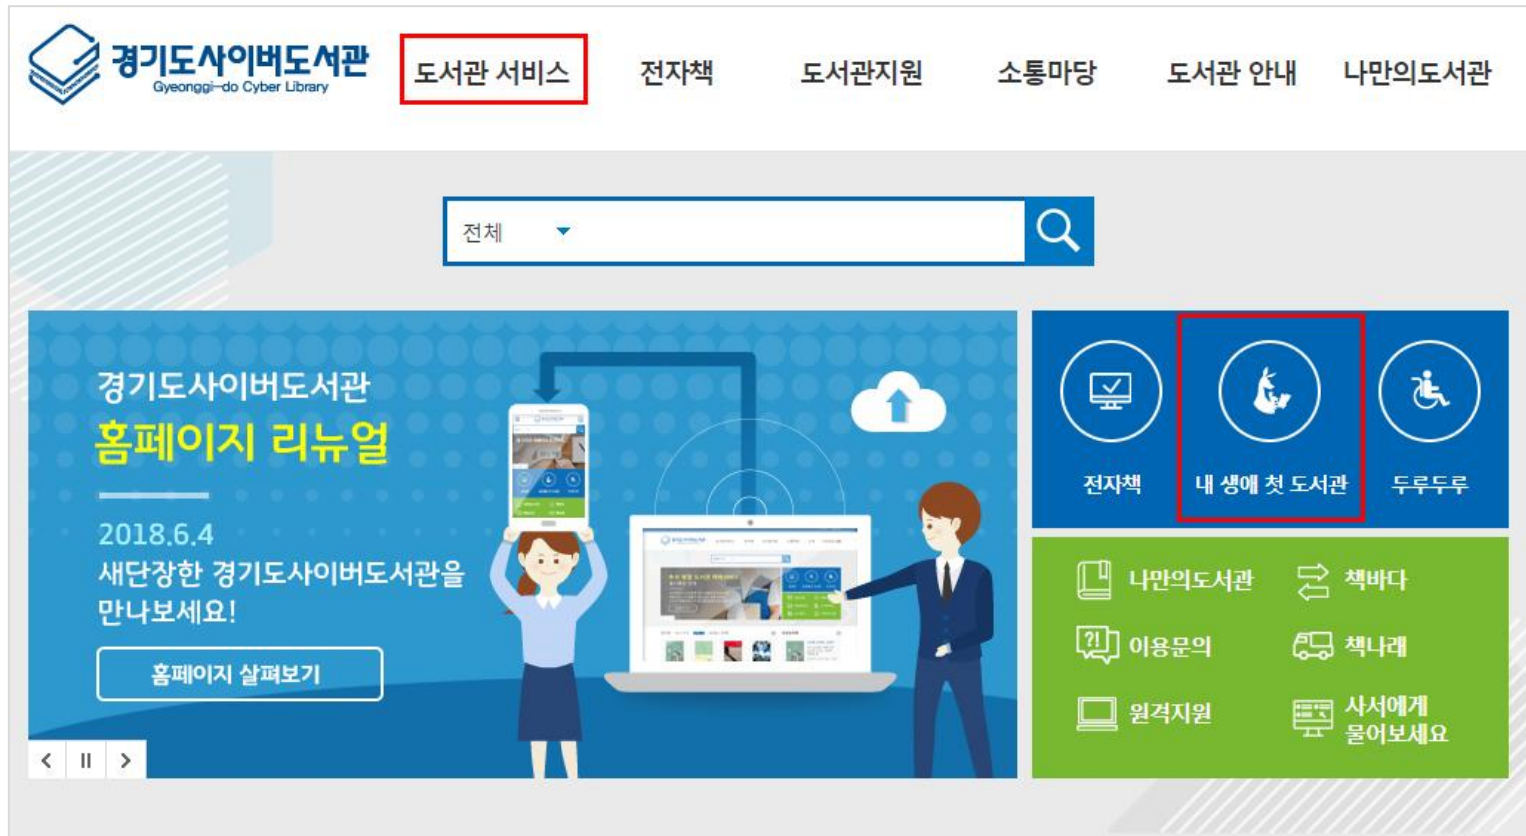 경기도사이버도서관
Gyeonggi-do Cyber Library
도서관 서비스
전자책
도서관지원
소통마당
도서관 안내
나만의도서관
전체
경기도사이버도서관
홈페이지 리뉴얼
2018.6.4
새단장한 경기도사이버도서관을
만나보세요!
홈페이지 살펴보기
전자책
내 생애 첫 도서관
두루두루
나만의도서관
책바다
?! 이용문의
책나래
원격지원
사서에게
물어보세요